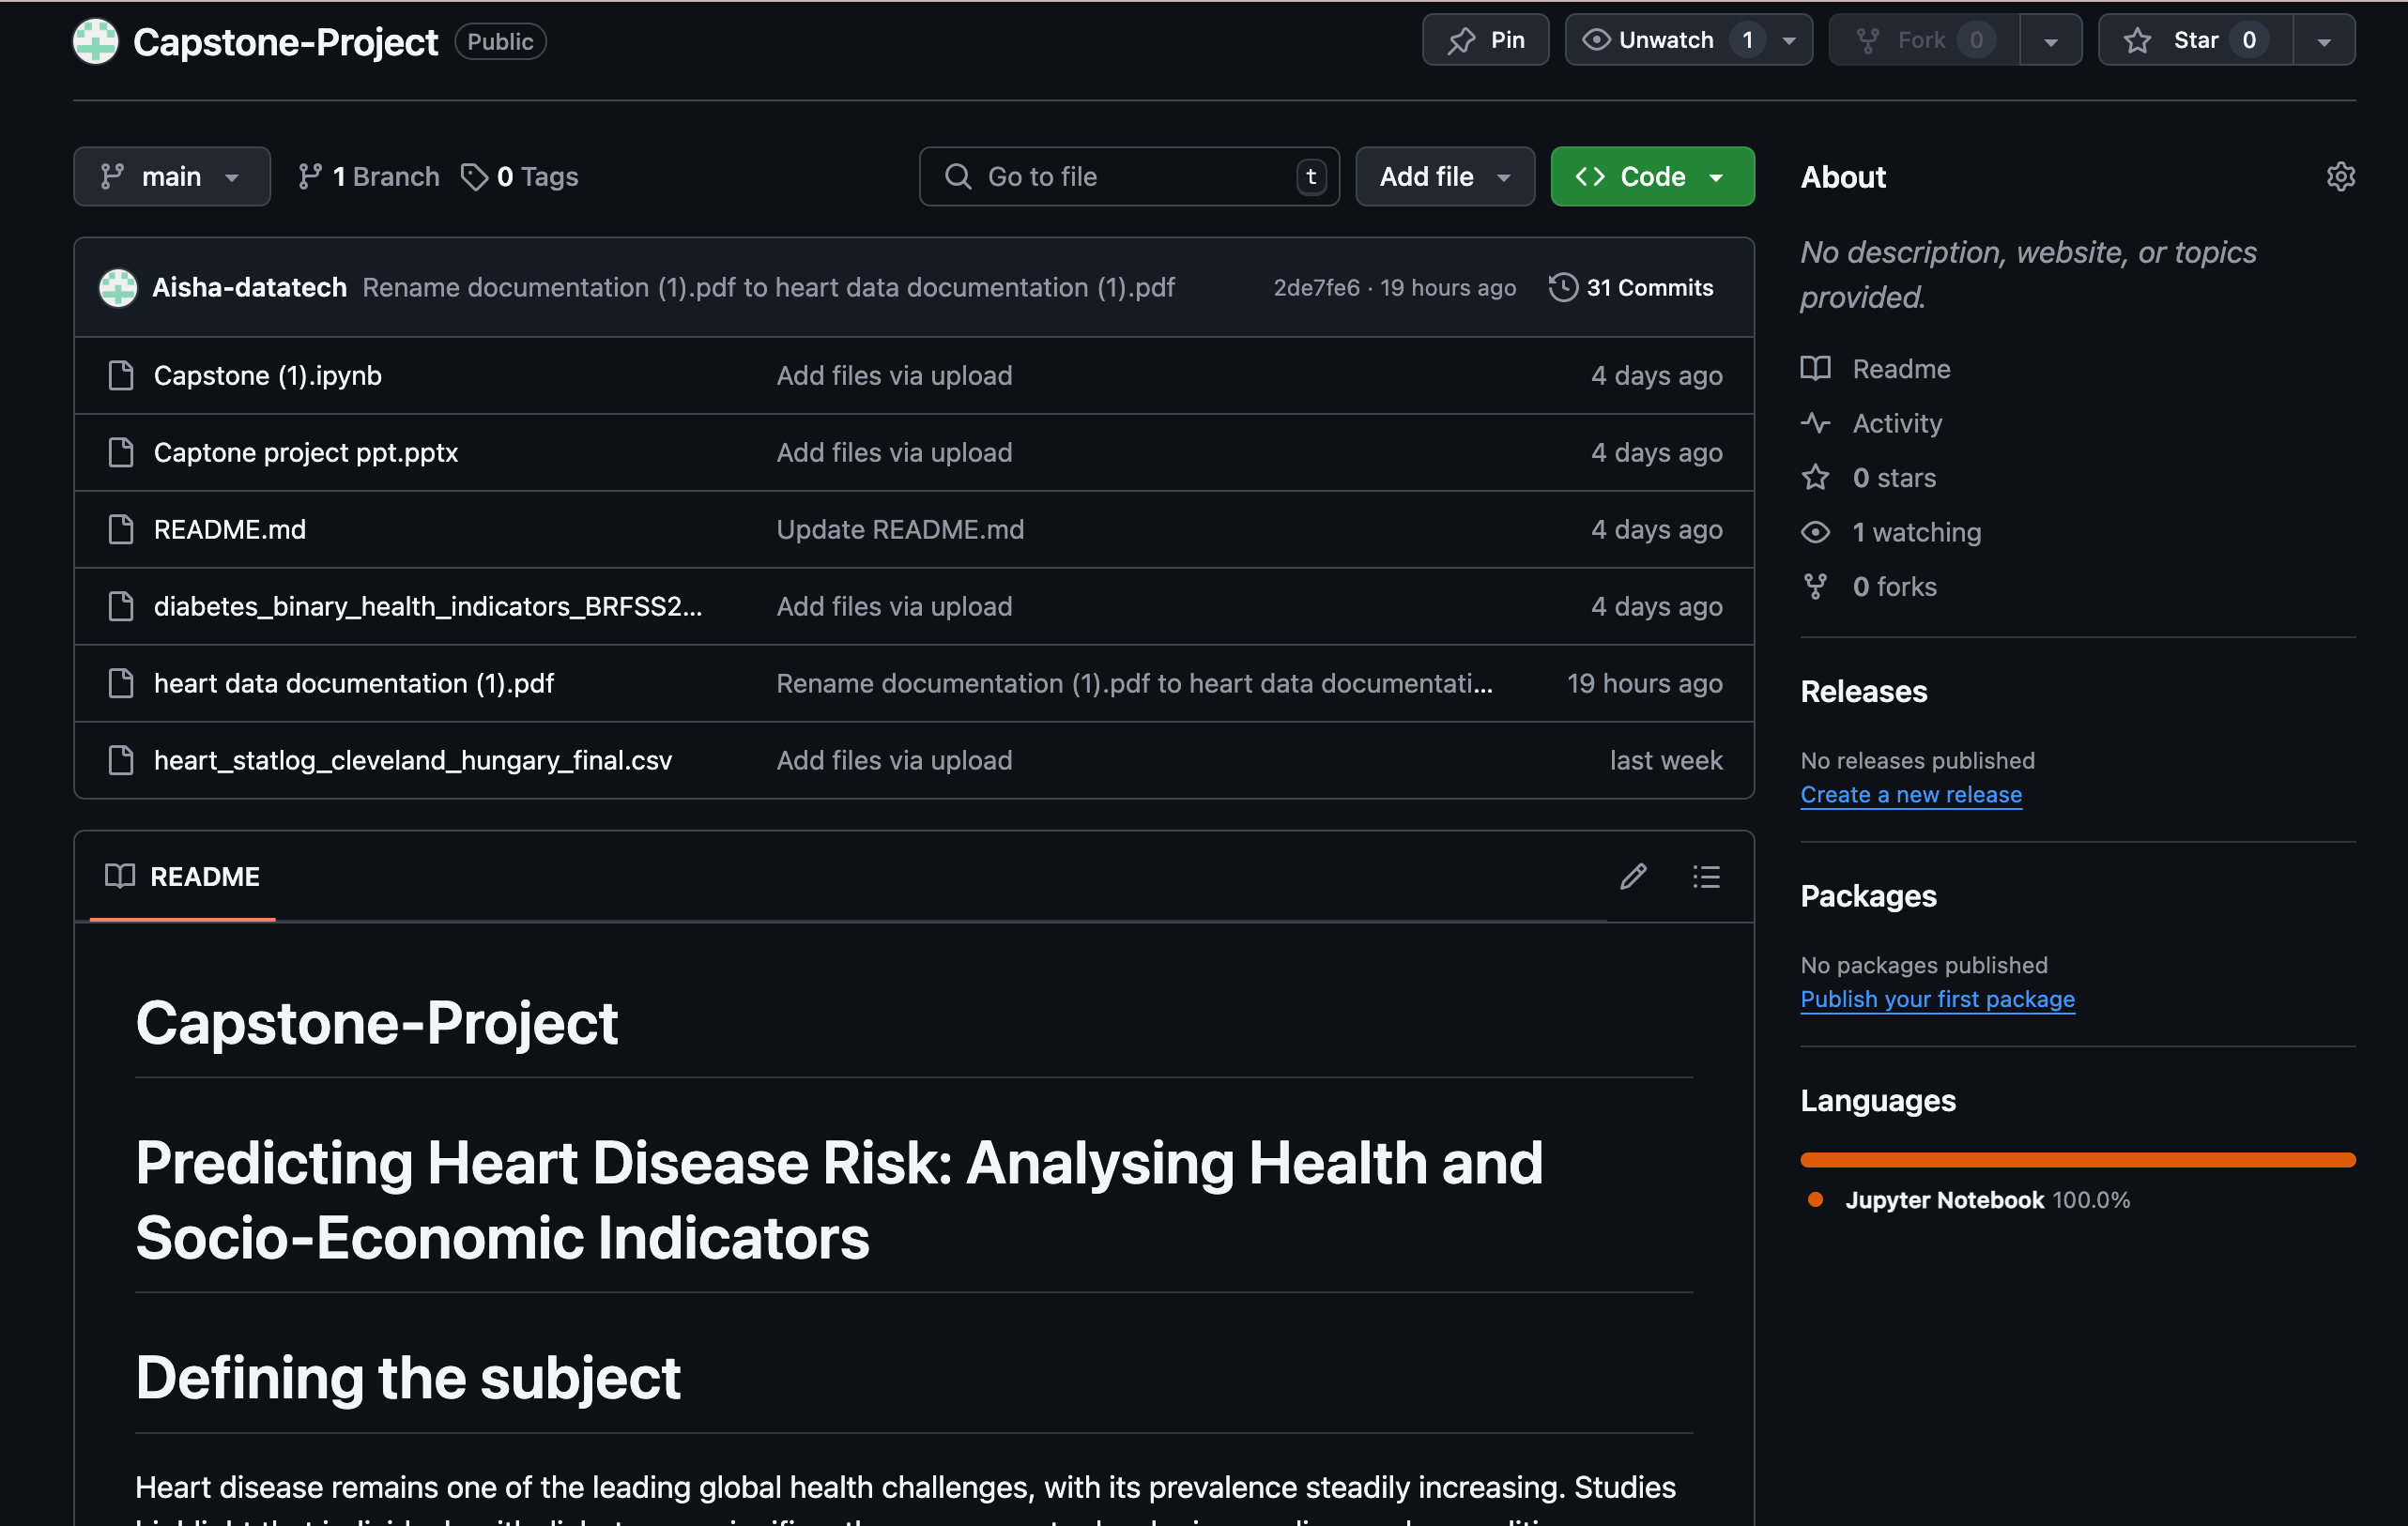 Capstone-Project Public
Pin
Unwatch 1
Fork 0
Star 0
main
1 Branch
0 Tags
Go to file t
Add file
Code
Aisha-datatech Rename documentation (1).pdf to heart data documentation (1).pdf 2de7fe6 · 19 hours ago 31 Commits
Capstone (1).ipynb Add files via upload 4 days ago
Captone project ppt.pptx Add files via upload 4 days ago
README.md Update README.md 4 days ago
diabetes_binary_health_indicators_BRFSS2... Add files via upload 4 days ago
heart data documentation (1).pdf Rename documentation (1).pdf to heart data documentati... 19 hours ago
heart_statlog_cleveland_hungary_final.csv Add files via upload last week
README
Capstone-Project
Predicting Heart Disease Risk: Analysing Health and
Socio-Economic Indicators
Defining the subject
Heart disease remains one of the leading global health challenges, with its prevalence steadily increasing. Studies
About
No description, website, or topics
provided.
Readme
Activity
0 stars
1 watching
0 forks
Releases
No releases published
Create a new release
Packages
No packages published
Publish your first package
Languages
Jupyter Notebook 100.0%